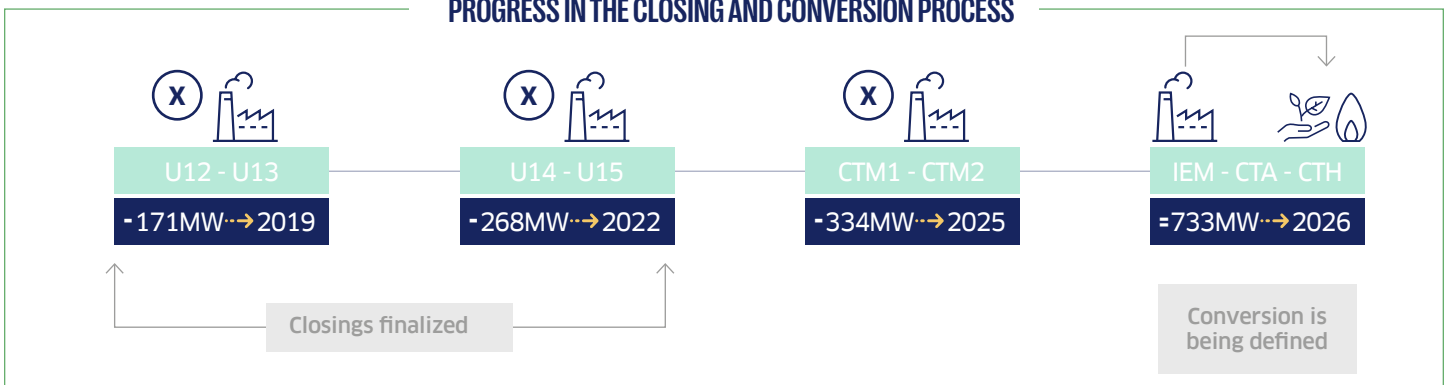 PROGRESS IN THE CLOSING AND CONVERSION PROCESS
X
X
X
U12 - U13
U14 - U15
CTM1 - CTM2
IEM - CTA - CTH
-171MW → 2019
-268MW → 2022
-334MW → 2025
=733MW → 2026
Closings finalized
Conversion is
being defined